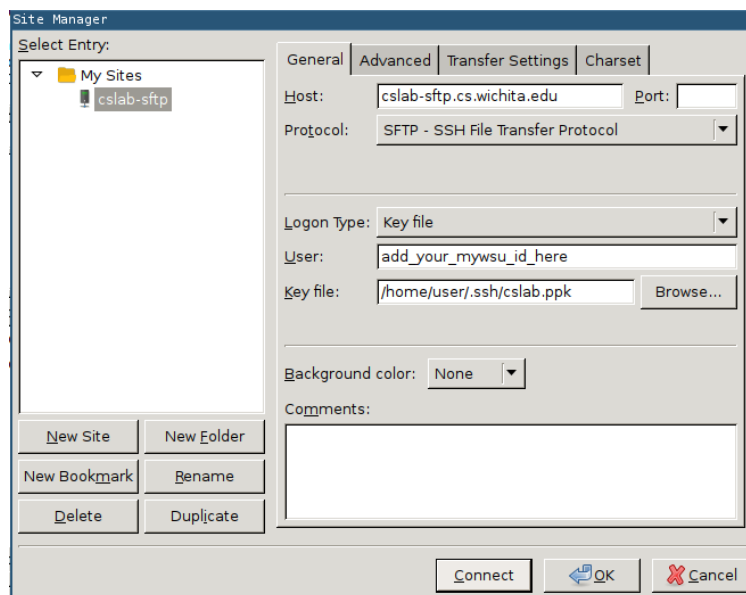 Site Manager
Select Entry:
My Sites
cslab-sftp
New Site
New Folder
New Bookmark
Rename
Delete
Duplicate
General
Advanced
Transfer Settings
Charset
Host:
cslab-sftp.cs.wichita.edu
Port:
Protocol:
SFTP - SSH File Transfer Protocol
Logon Type:
Key file
User:
add_your_mywsu_id_here
Key file:
/home/user/.ssh/cslab.ppk
Browse...
Background color:
None
Comments:
Connect
OK
Cancel